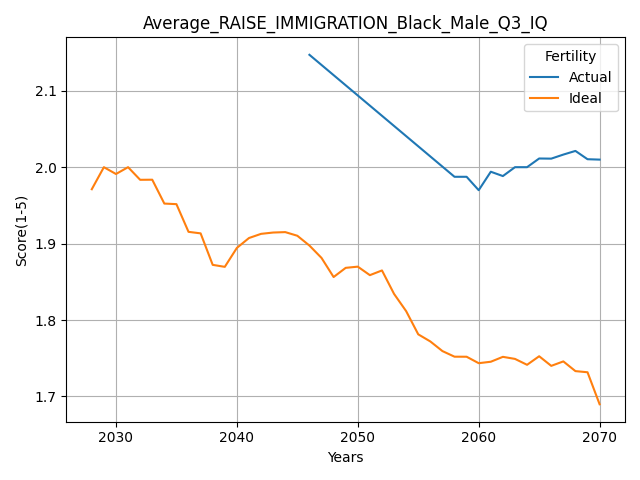 Average_RAISE_IMMIGRATION_Black_Male_Q3_IQ
Fertility
Actual
Ideal
Score(1-5)
2.1
2.0
1.9
1.8
1.7
2030 2040 2050 2060 2070
Years